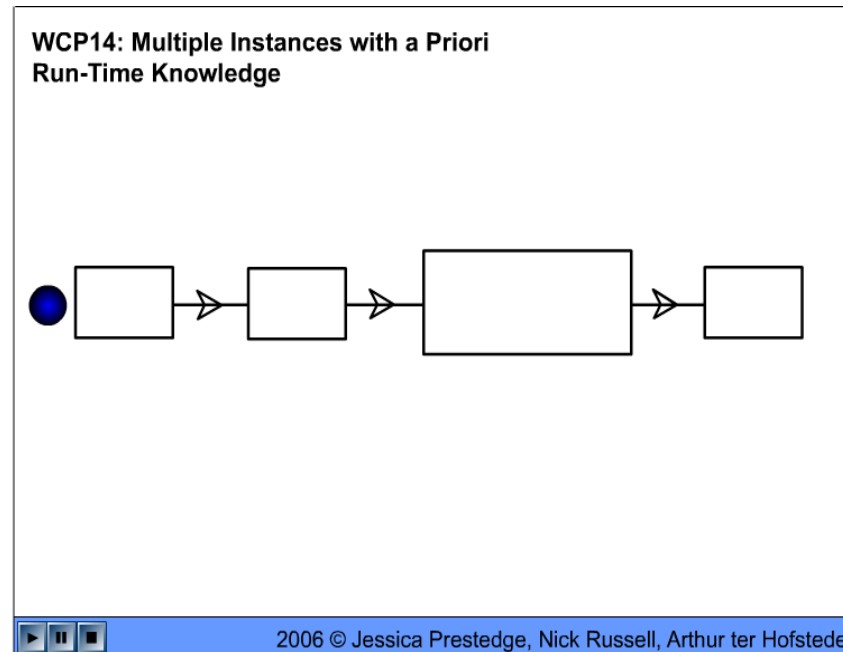 WCP14: Multiple Instances with a Priori
Run-Time Knowledge
2006 © Jessica Prestedge, Nick Russell, Arthur ter Hofstede